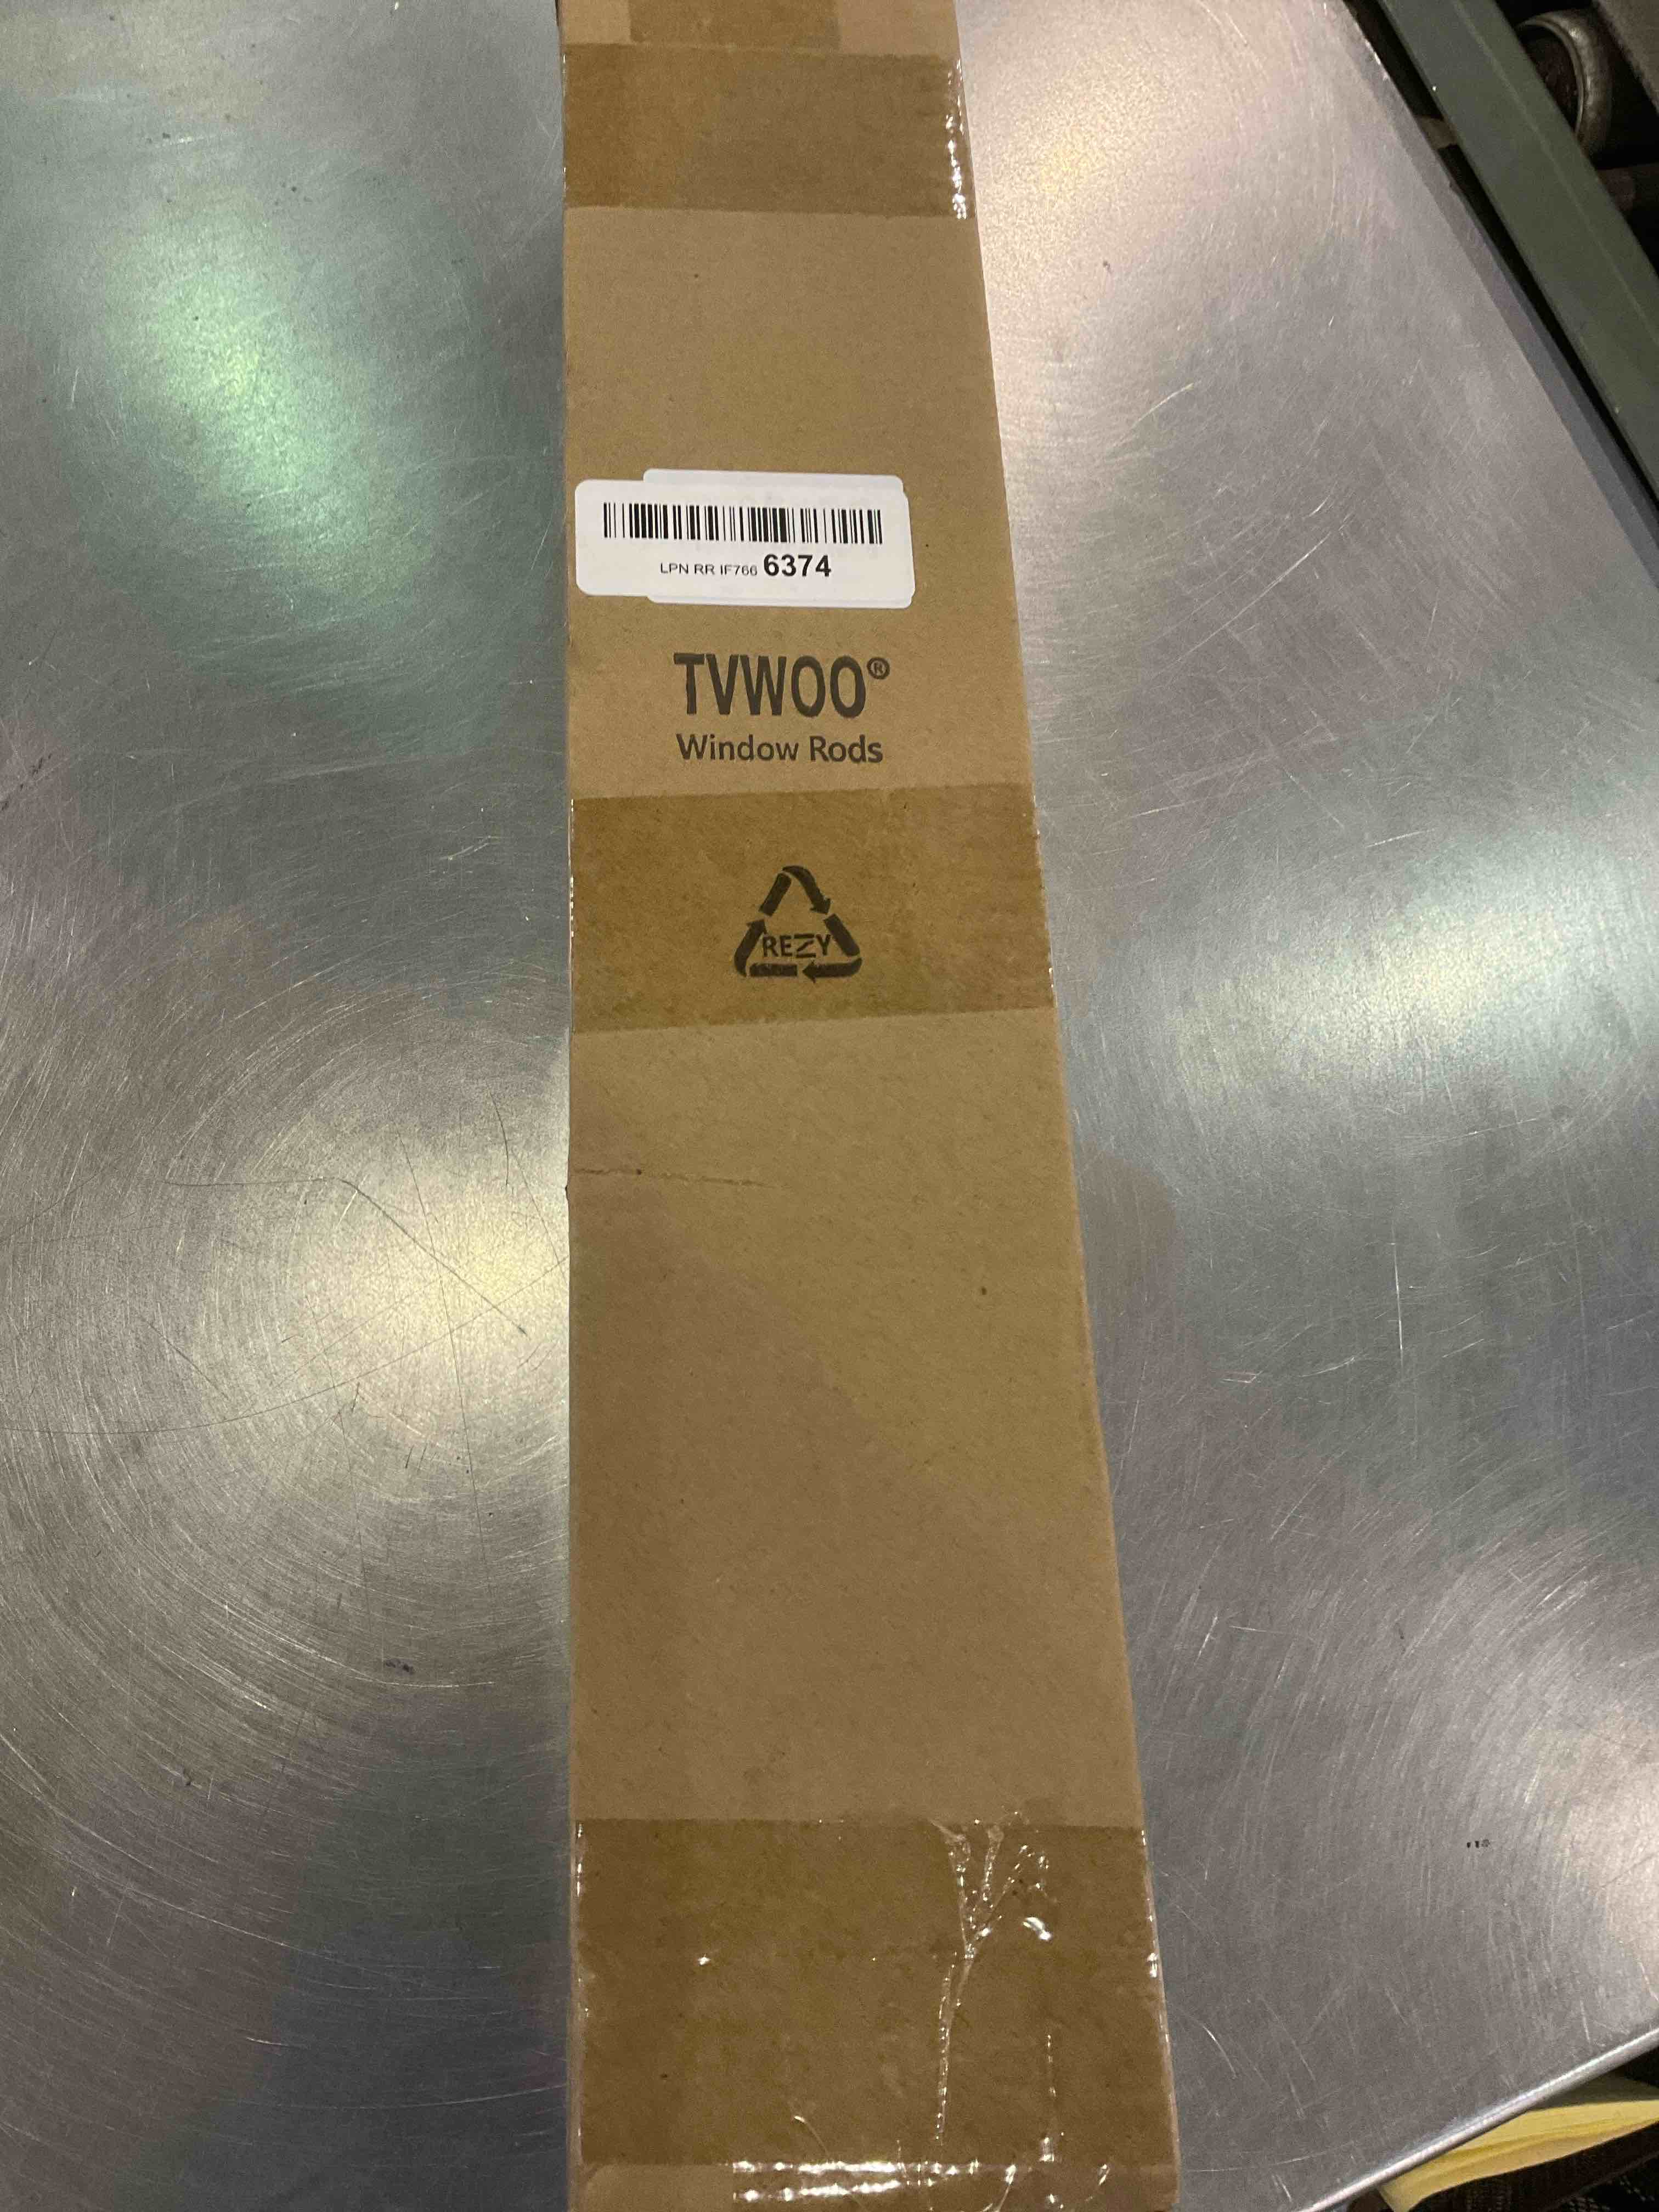 LPN RR IF766 6374
TVWOO®
Window Rods
REZY